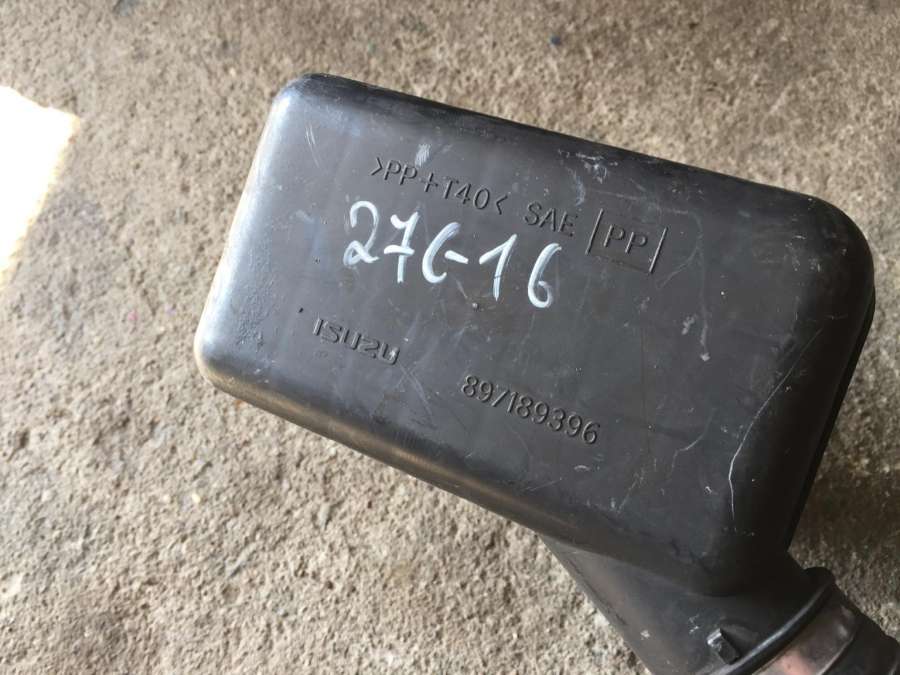 >PP+T40< SAE |PP|
276-16
ISUZU
897189396